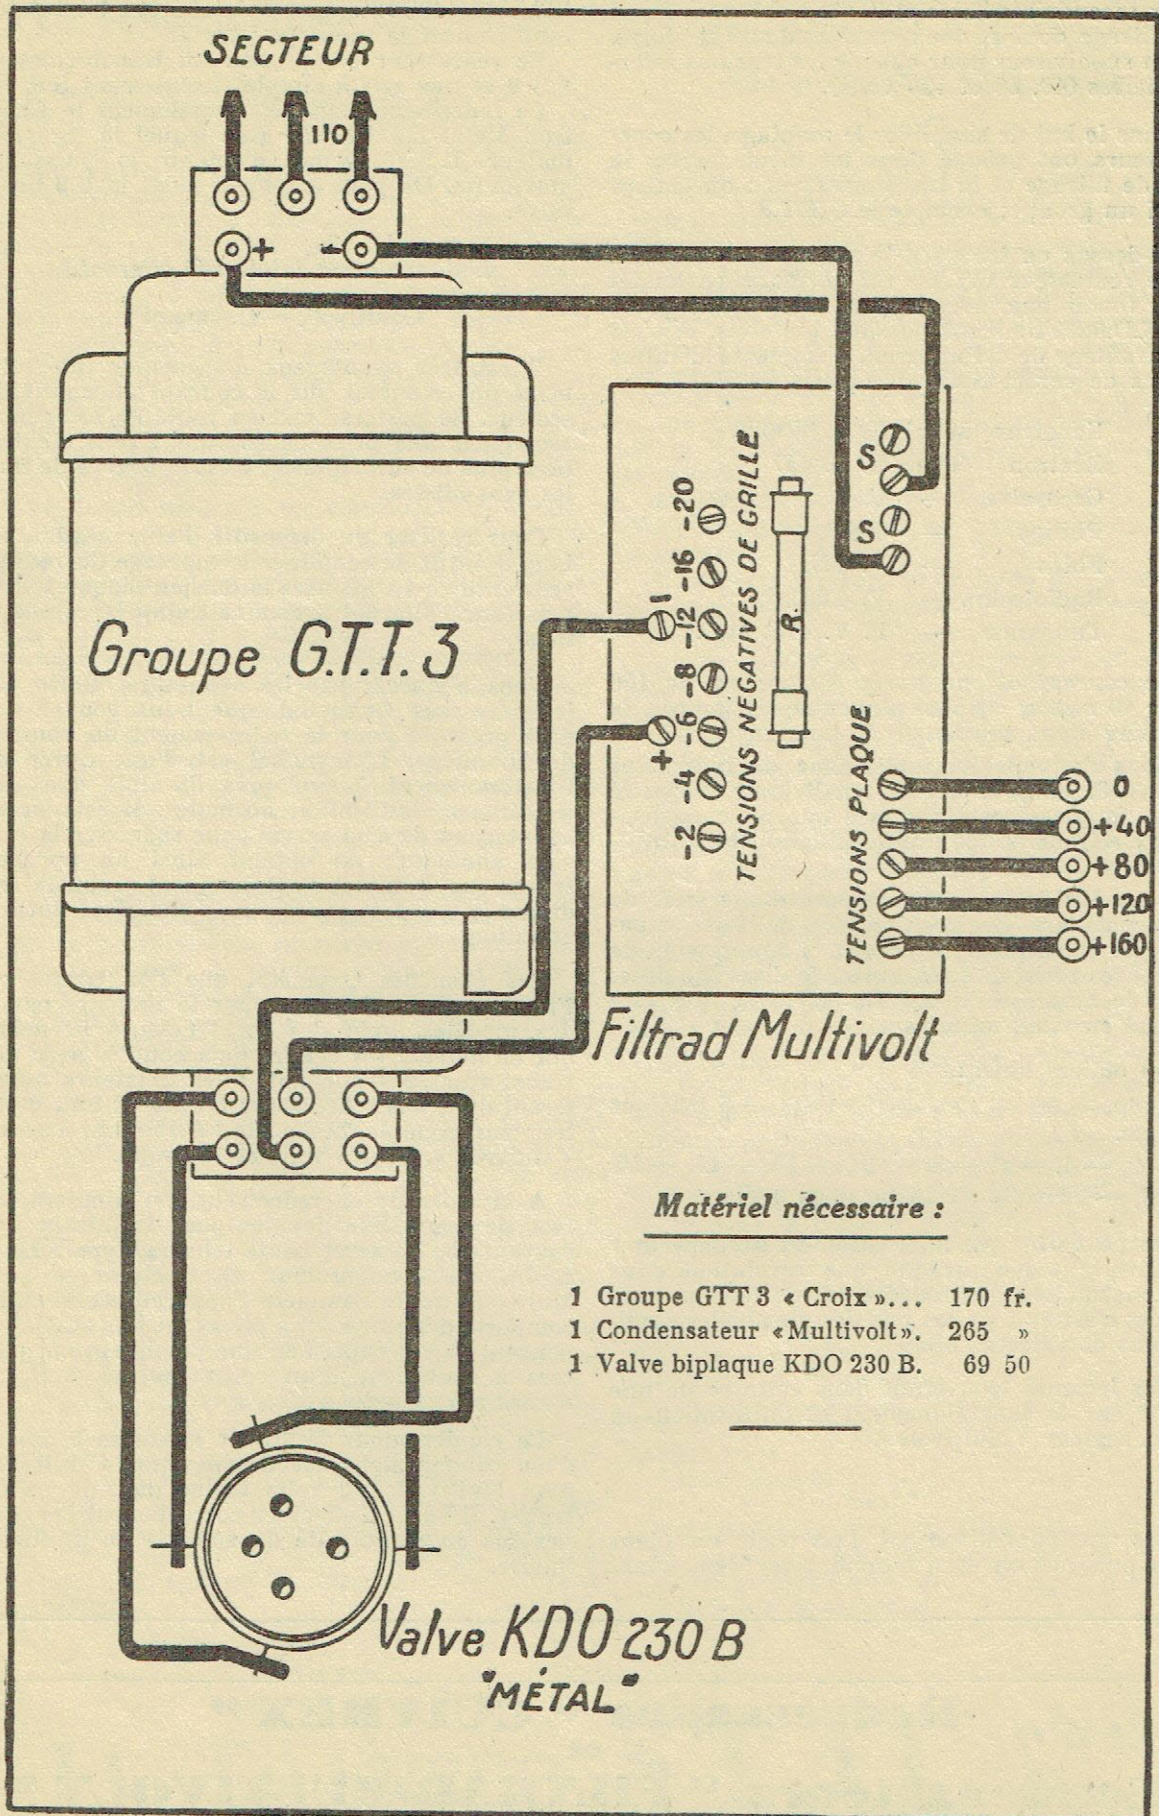 SECTEUR
110
+ -
S
S
Groupe G.T.T.3
-20
-16
-12
-8
-6
-4
-2
-
+
TENSIONS NEGATIVES DE GRILLE
R.
TENSIONS PLAQUE
0
+40
+80
+120
+160
Filtrad Multivolt
Matériel nécessaire :
1 Groupe GTT 3 « Croix »... 170 fr.
1 Condensateur «Multivolt». 265 »
1 Valve biplaque KDO 230 B. 69 50
Valve KDO 230 B
"MÉTAL"